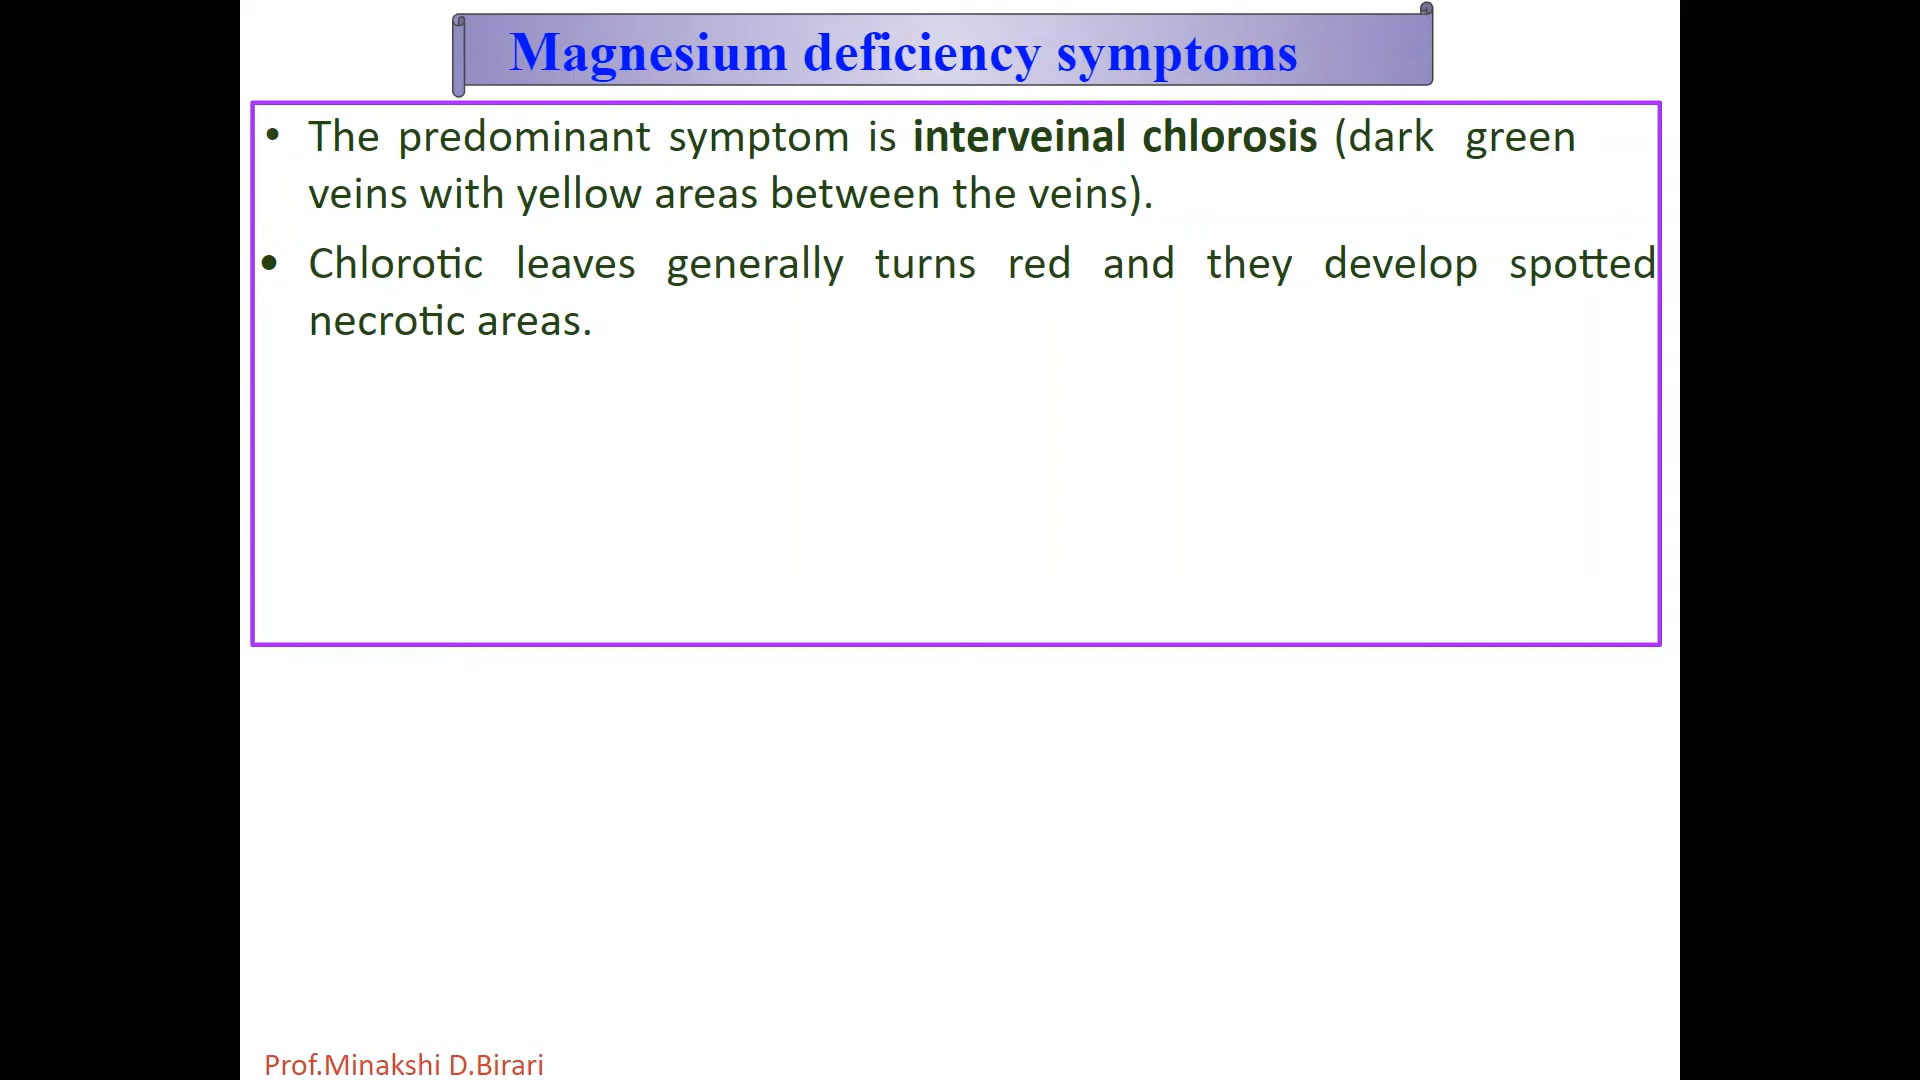 Magnesium deficiency symptoms
• The predominant symptom is interveinal chlorosis (dark green
veins with yellow areas between the veins).
• Chlorotic leaves generally turns red and they develop spotted
necrotic areas.
Prof.Minakshi D.Birari